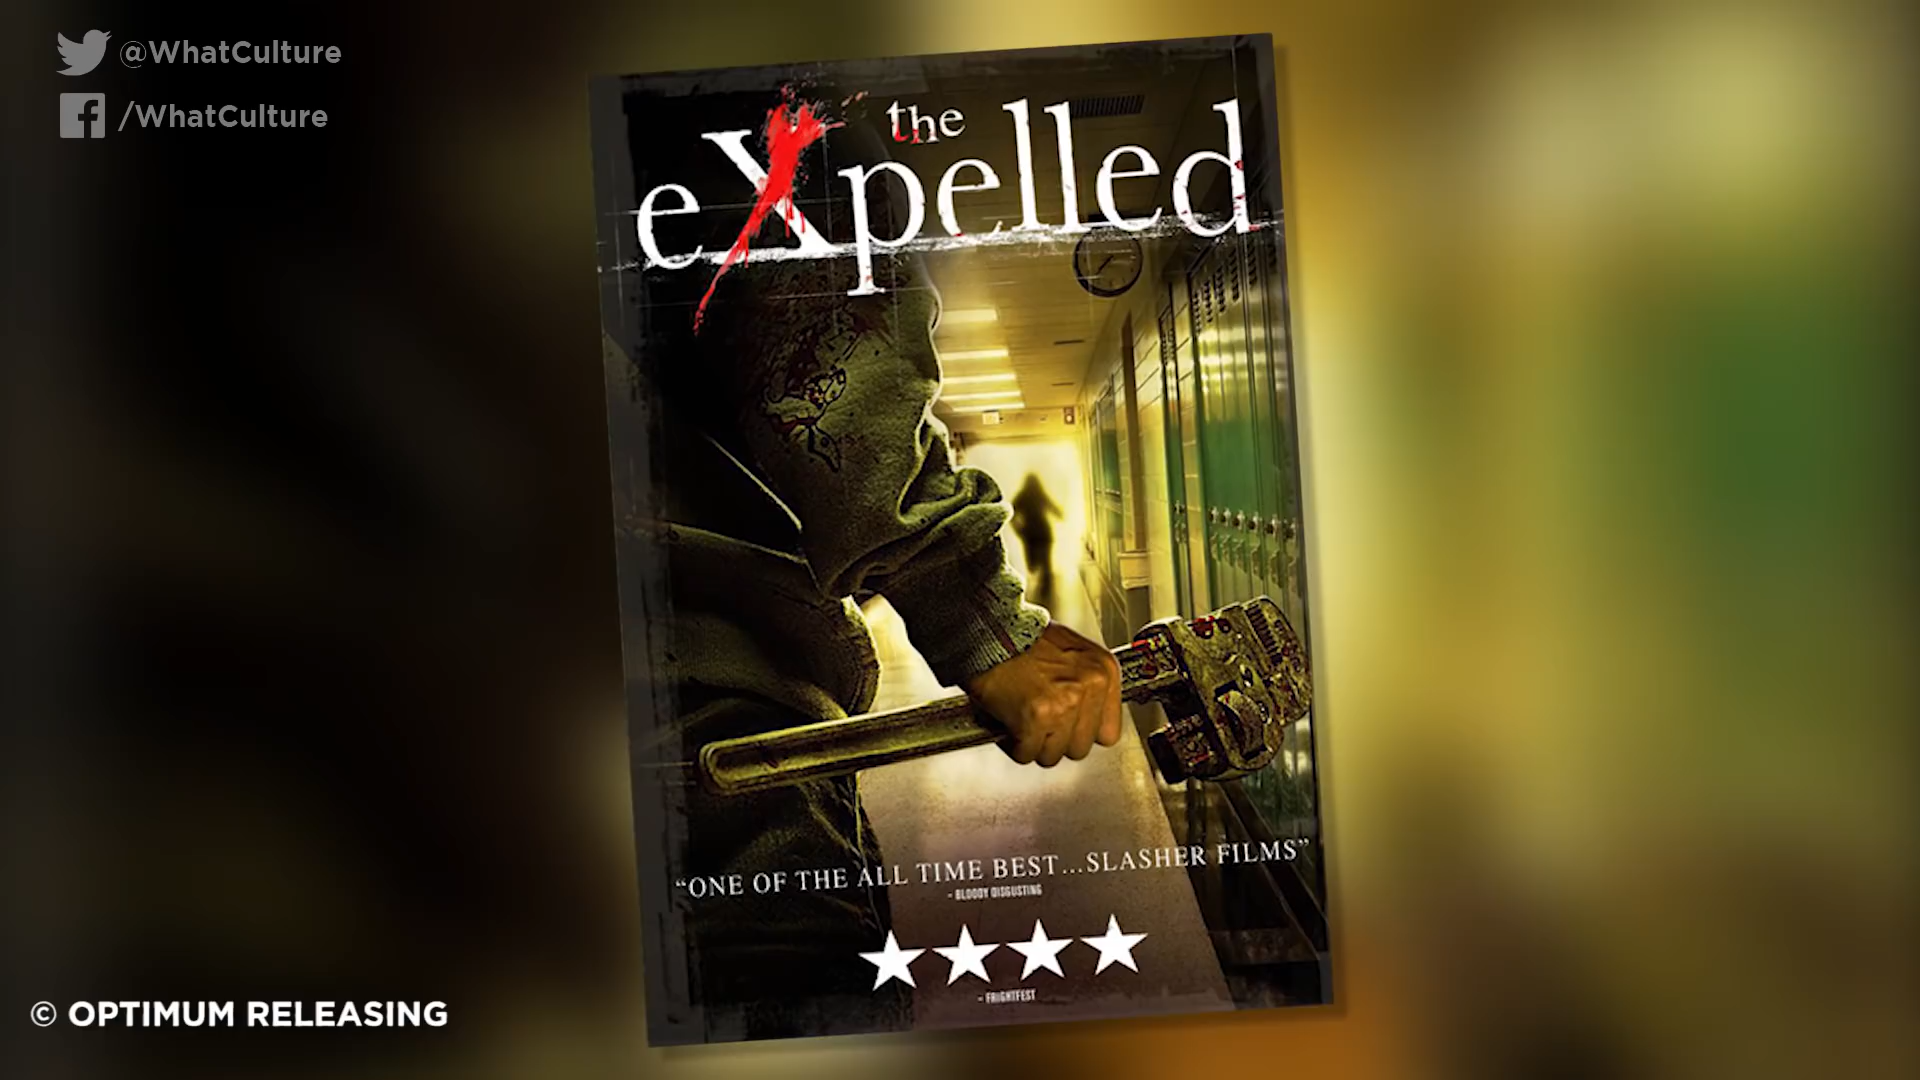 @WhatCulture
/WhatCulture
the
eXpelled
“ONE OF THE ALL TIME BEST...SLASHER FILMS”
- BLOODY DISGUSTING
- FRIGHTFEST
© OPTIMUM RELEASING